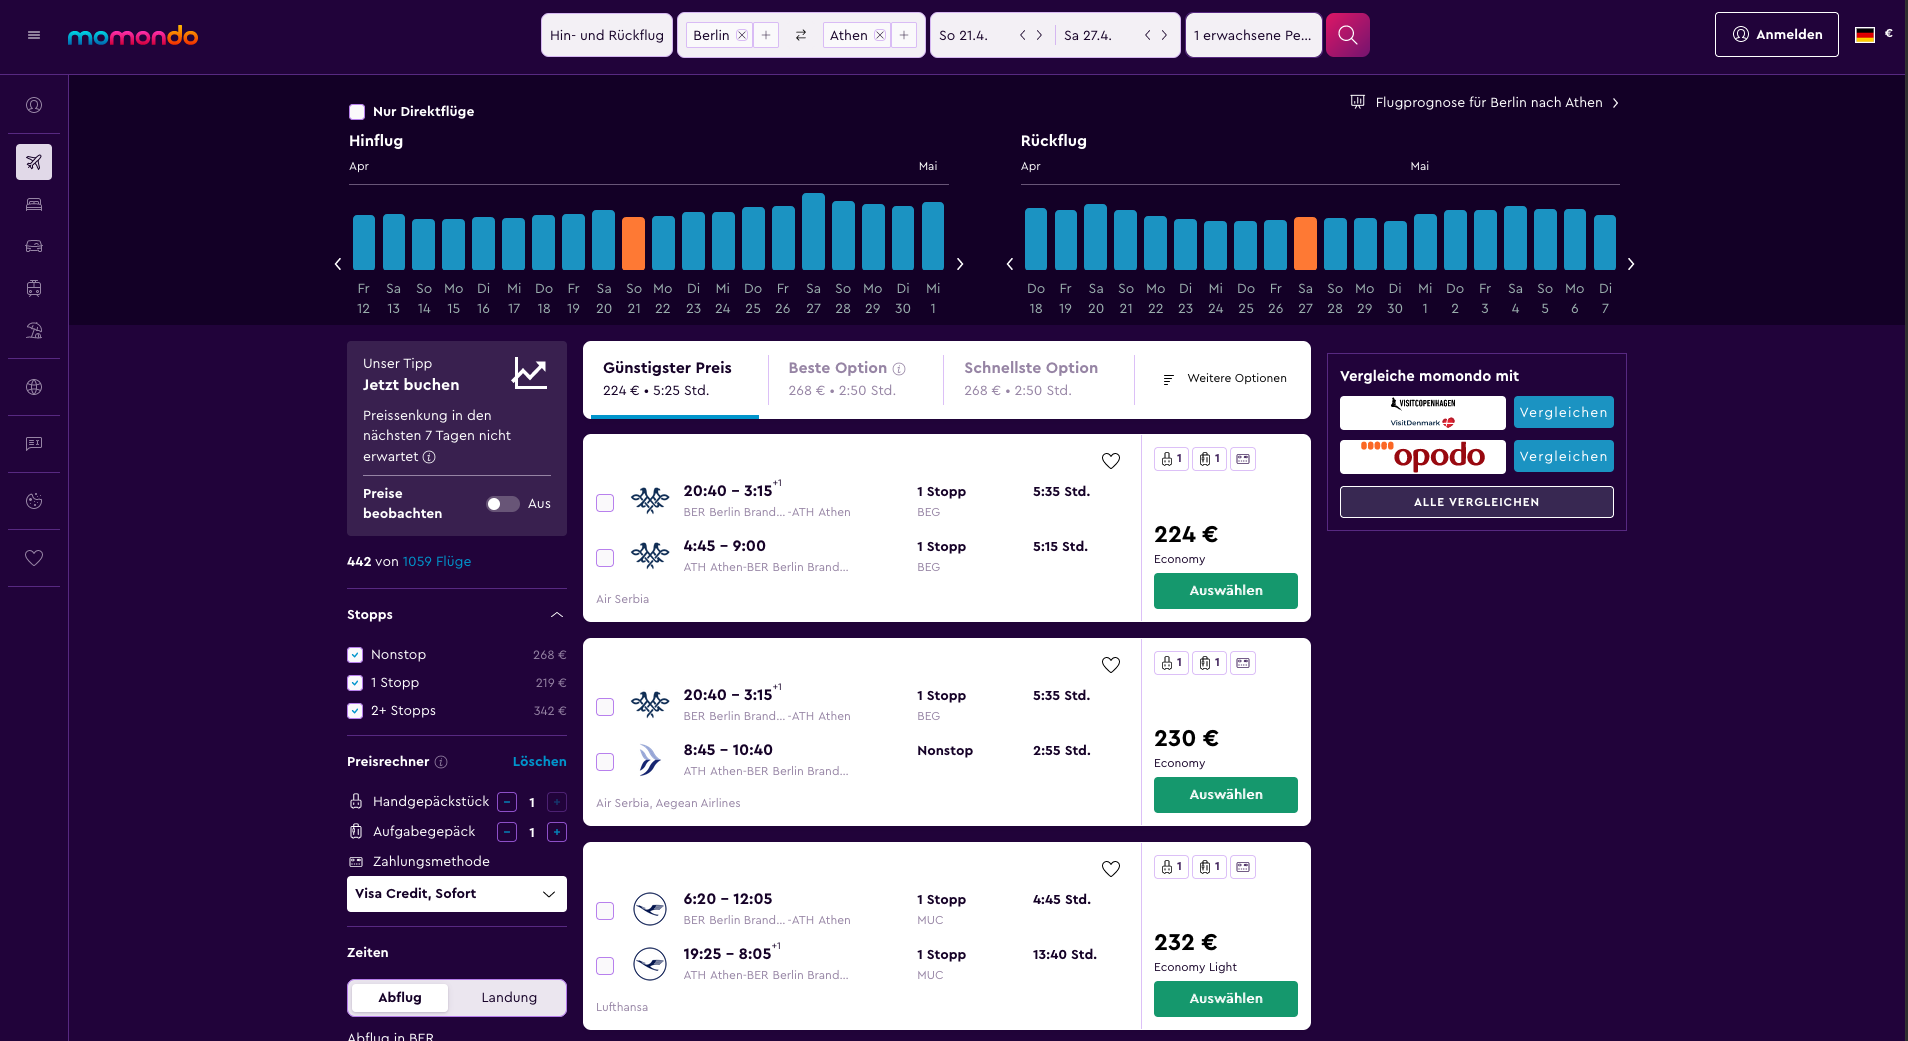 momondo
Hin- und Rückflug
Berlin
Athen
So 21.4.
Sa 27.4.
1 erwachsene Pe...
Anmelden
€
Nur Direktflüge
Flugprognose für Berlin nach Athen
Hinflug
Apr
Mai
Fr Sa So Mo Di Mi Do Fr Sa So Mo Di Mi Do Fr Sa So Mo Di Mi
12 13 14 15 16 17 18 19 20 21 22 23 24 25 26 27 28 29 30 1
Rückflug
Apr
Mai
Do Fr Sa So Mo Di Mi Do Fr Sa So Mo Di Mi Do Fr Sa So Mo Di
18 19 20 21 22 23 24 25 26 27 28 29 30 1 2 3 4 5 6 7
Unser Tipp
Jetzt buchen
Preissenkung in den
nächsten 7 Tagen nicht
erwartet
Preise
beobachten
Aus
442 von 1059 Flüge
Stopps
Nonstop 268 €
1 Stopp 219 €
2+ Stopps 342 €
Preisrechner
Löschen
Handgepäckstück − 1 +
Aufgabegepäck − 1 +
Zahlungsmethode
Visa Credit, Sofort
Zeiten
Abflug
Landung
Abflug in BER
Günstigster Preis
224 € • 5:25 Std.
Beste Option
268 € • 2:50 Std.
Schnellste Option
268 € • 2:50 Std.
Weitere Optionen
20:40 – 3:15+1
BER Berlin Brand... -ATH Athen
1 Stopp
BEG
5:35 Std.
4:45 – 9:00
ATH Athen-BER Berlin Brand...
1 Stopp
BEG
5:15 Std.
Air Serbia
1
1
224 €
Economy
Auswählen
20:40 – 3:15+1
BER Berlin Brand... -ATH Athen
1 Stopp
BEG
5:35 Std.
8:45 – 10:40
ATH Athen-BER Berlin Brand...
Nonstop
2:55 Std.
Air Serbia, Aegean Airlines
1
1
230 €
Economy
Auswählen
6:20 – 12:05
BER Berlin Brand... -ATH Athen
1 Stopp
MUC
4:45 Std.
19:25 – 8:05+1
ATH Athen-BER Berlin Brand...
1 Stopp
MUC
13:40 Std.
Lufthansa
1
1
232 €
Economy Light
Auswählen
Vergleiche momondo mit
VISITCOPENHAGEN
VisitDenmark
Vergleichen
opodo
Vergleichen
ALLE VERGLEICHEN